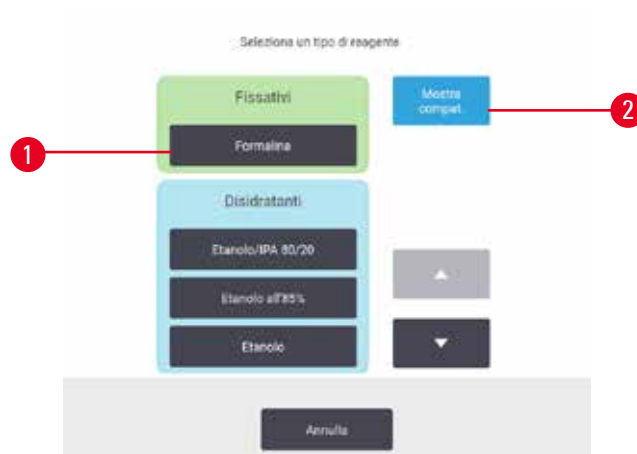 Seleziona un tipo di reagente
Fissativi
Mostra
compat.
1
Formalina
2
Disidratanti
Etanolo/IPA 80/20
Etanolo all'85%
Etanolo
Annulla